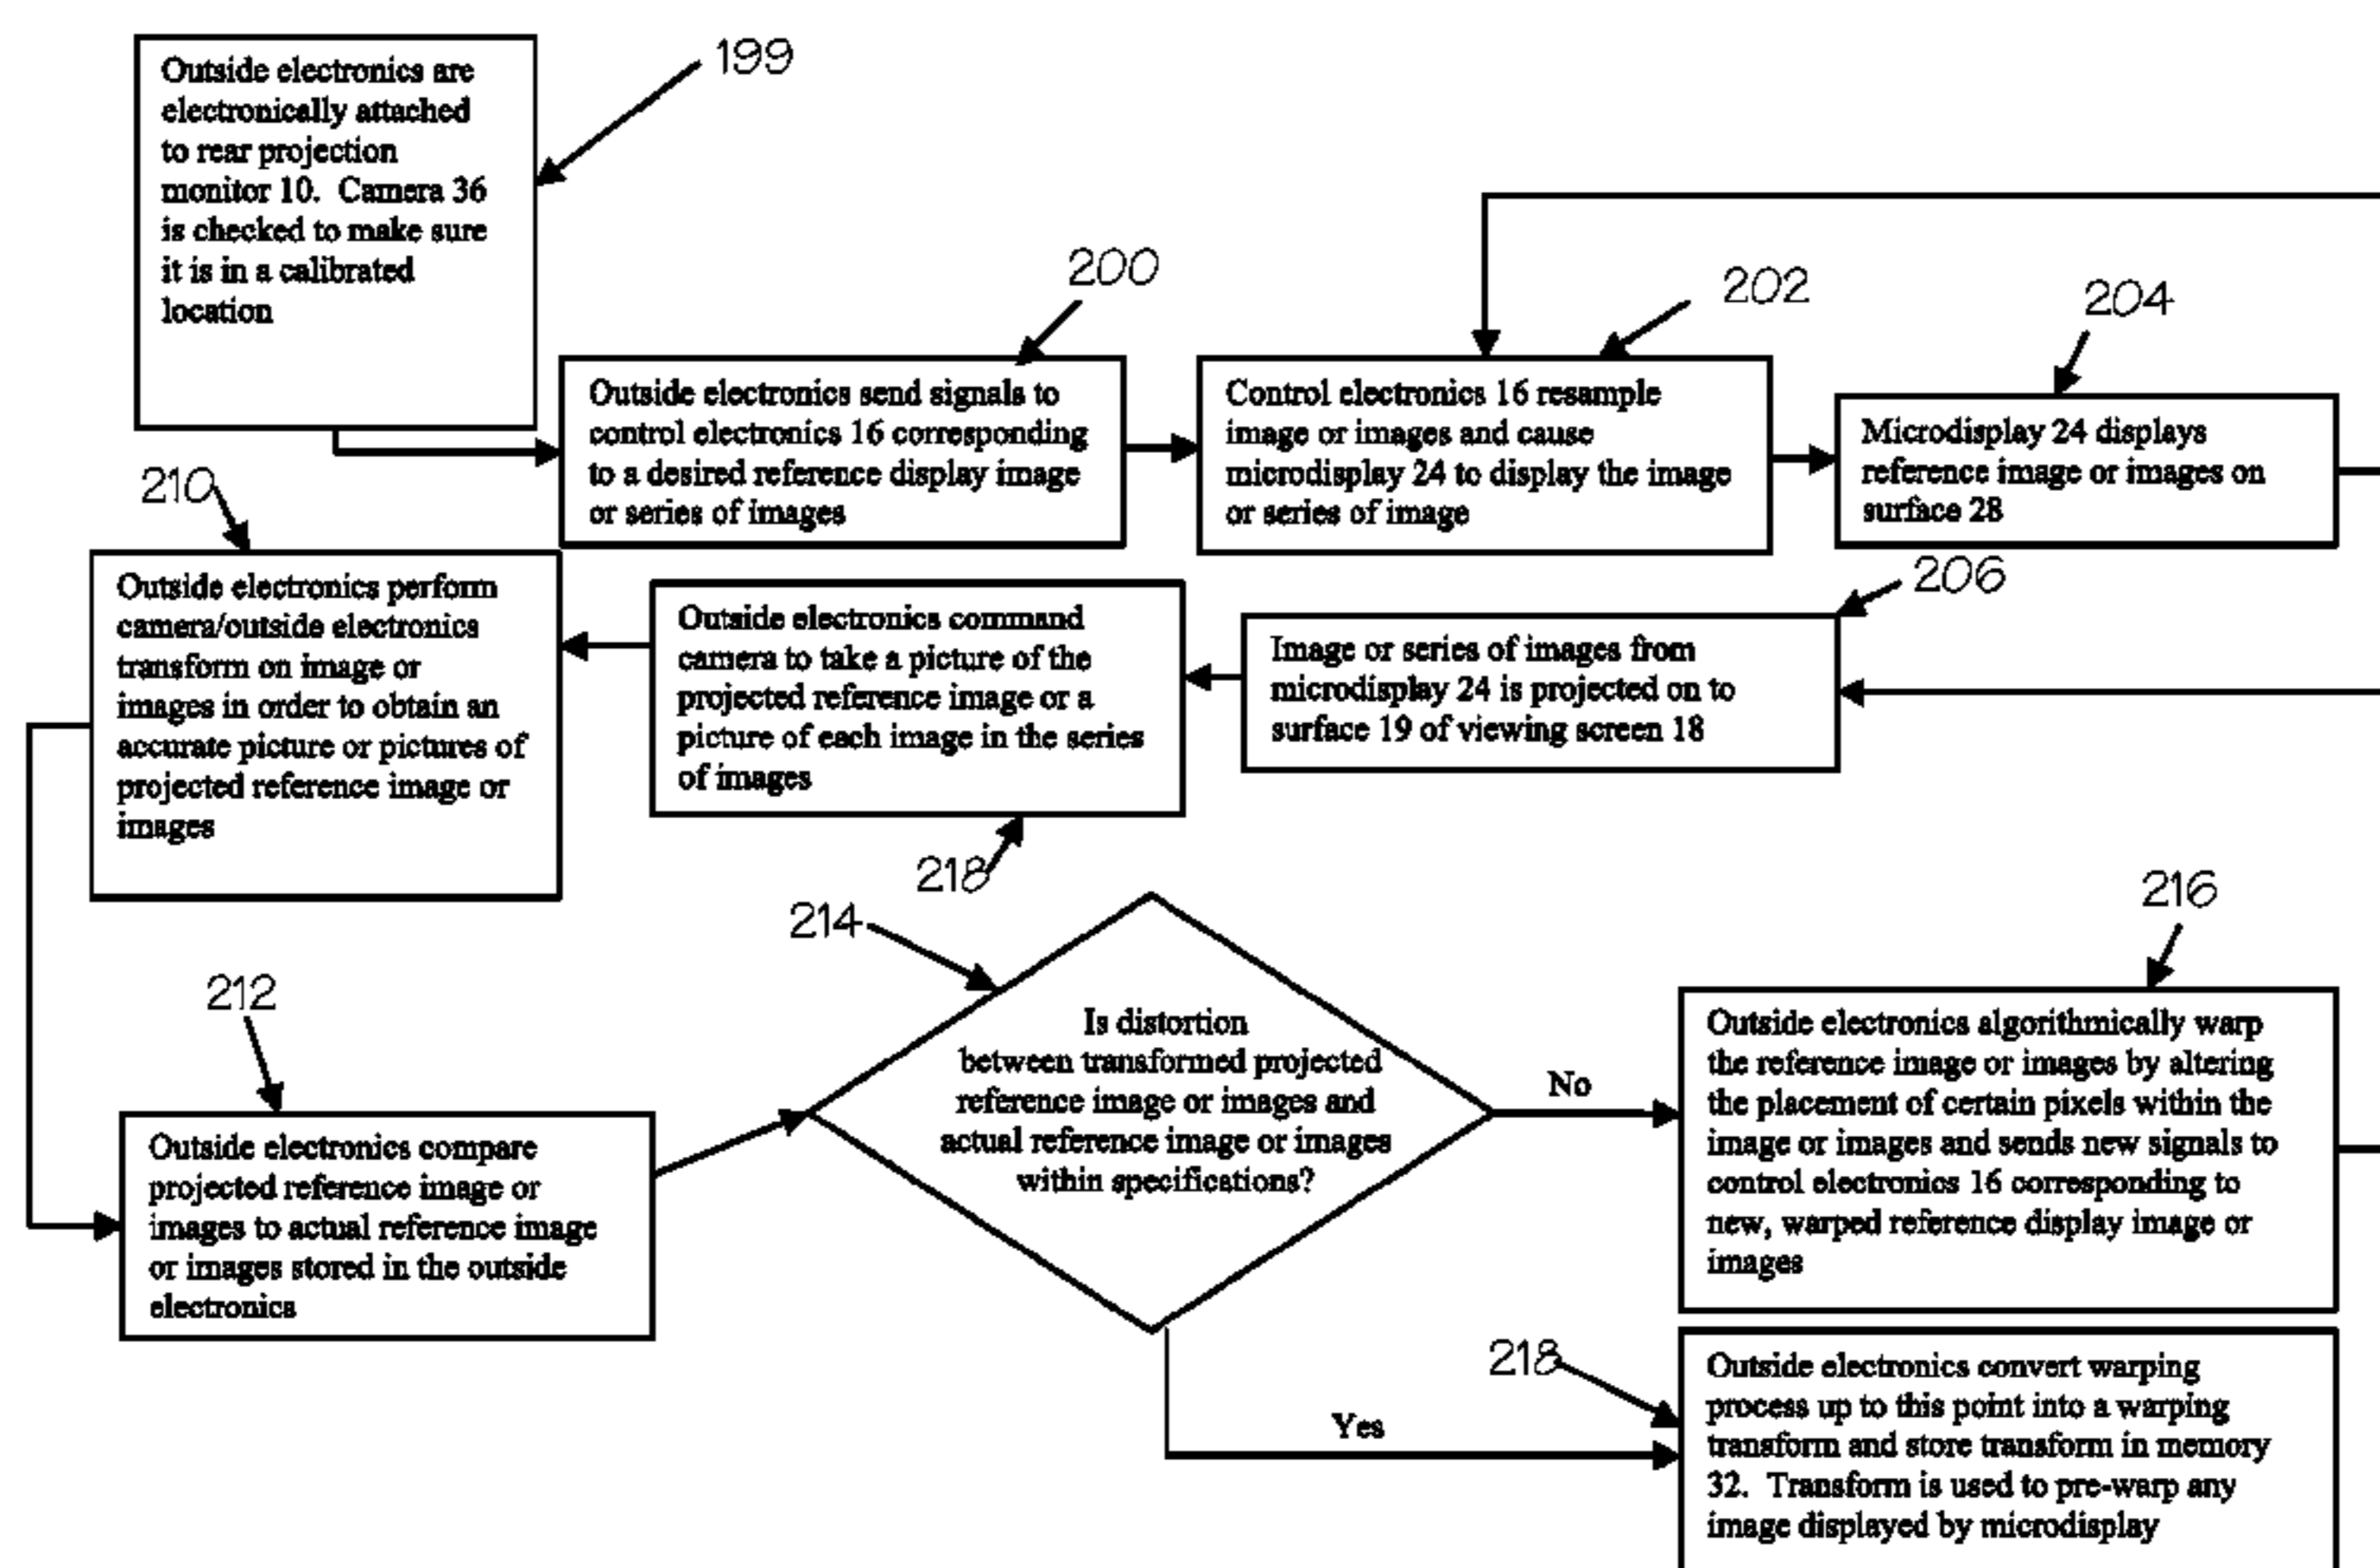 199
Outside electronics are
electronically attached
to rear projection
monitor 10. Camera 36
is checked to make sure
it is in a calibrated
location
200
Outside electronics send signals to
control electronics 16 corresponding
to a desired reference display image
or series of images
202
Control electronics 16 resample
image or images and cause
microdisplay 24 to display the image
or series of image
204
Microdisplay 24 displays
reference image or images on
surface 28
206
Image or series of images from
microdisplay 24 is projected on to
surface 19 of viewing screen 18
Outside electronics command
camera to take a picture of the
projected reference image or a
picture of each image in the series
of images
218
210
Outside electronics perform
camera/outside electronics
transform on image or
images in order to obtain an
accurate picture or pictures of
projected reference image or
images
212
Outside electronics compare
projected reference image or
images to actual reference image
or images stored in the outside
electronics
214
Is distortion
between transformed projected
reference image or images and
actual reference image or images
within specifications?
No
216
Outside electronics algorithmically warp
the reference image or images by altering
the placement of certain pixels within the
image or images and sends new signals to
control electronics 16 corresponding to
new, warped reference display image or
images
Yes
218
Outside electronics convert warping
process up to this point into a warping
transform and store transform in memory
32. Transform is used to pre-warp any
image displayed by microdisplay